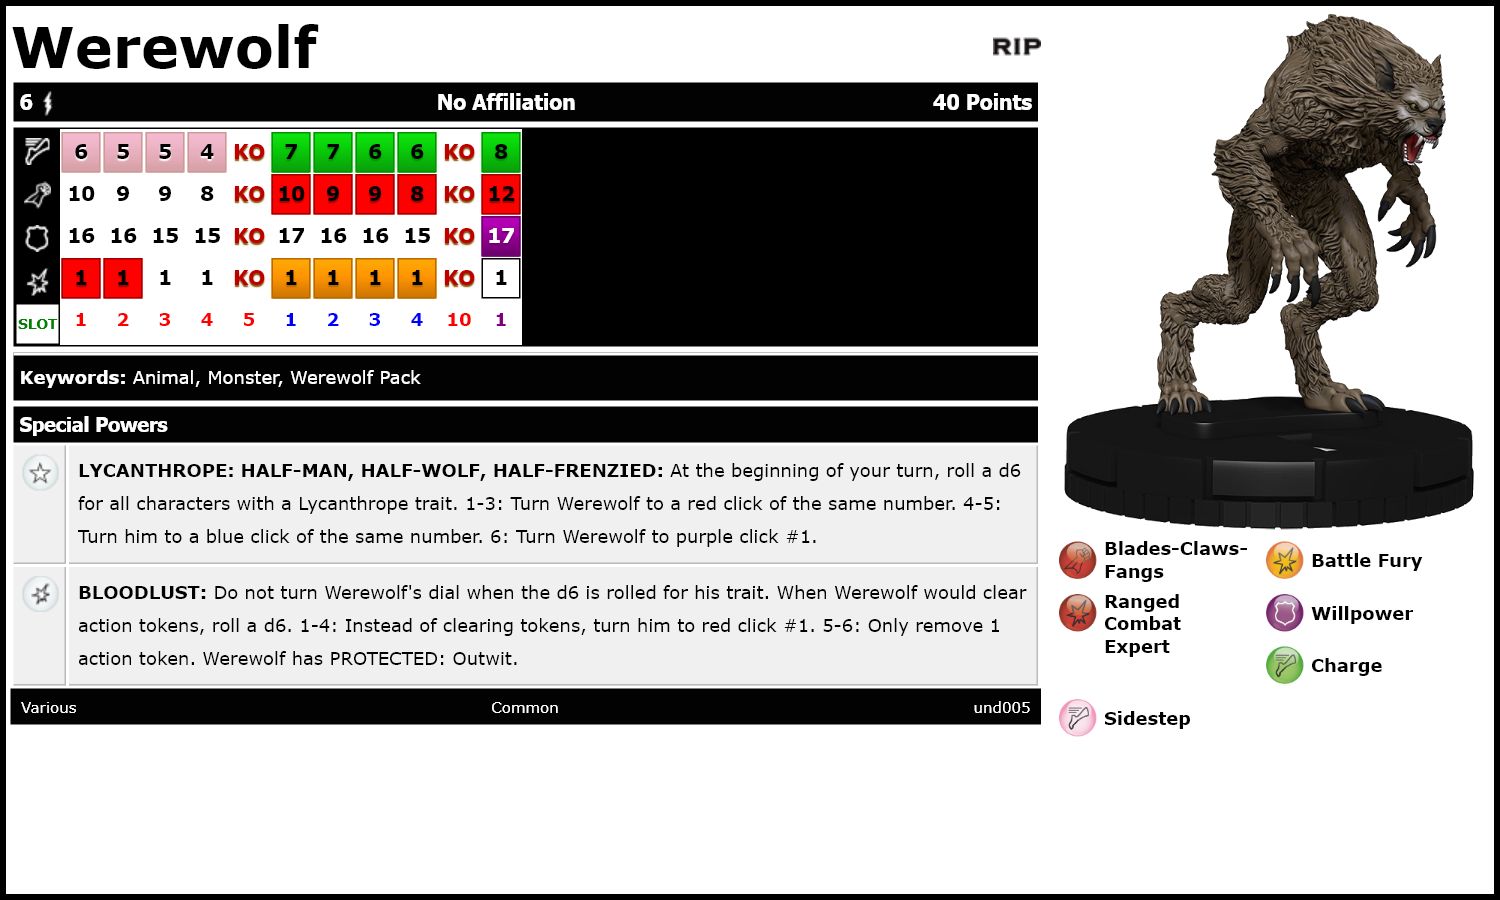 Werewolf
RIP
6 No Affiliation 40 Points
6 5 5 4 KO 7 7 6 6 KO 8
10 9 9 8 KO 10 9 9 8 KO 12
16 16 15 15 KO 17 16 16 15 KO 17
1 1 1 1 KO 1 1 1 1 KO 1
SLOT 1 2 3 4 5 1 2 3 4 10 1
Keywords: Animal, Monster, Werewolf Pack
Special Powers
LYCANTHROPE: HALF-MAN, HALF-WOLF, HALF-FRENZIED: At the beginning of your turn, roll a d6
for all characters with a Lycanthrope trait. 1-3: Turn Werewolf to a red click of the same number. 4-5:
Turn him to a blue click of the same number. 6: Turn Werewolf to purple click #1.
BLOODLUST: Do not turn Werewolf's dial when the d6 is rolled for his trait. When Werewolf would clear
action tokens, roll a d6. 1-4: Instead of clearing tokens, turn him to red click #1. 5-6: Only remove 1
action token. Werewolf has PROTECTED: Outwit.
Various Common und005
Blades-Claws-
Fangs
Battle Fury
Ranged
Combat
Expert
Willpower
Charge
Sidestep